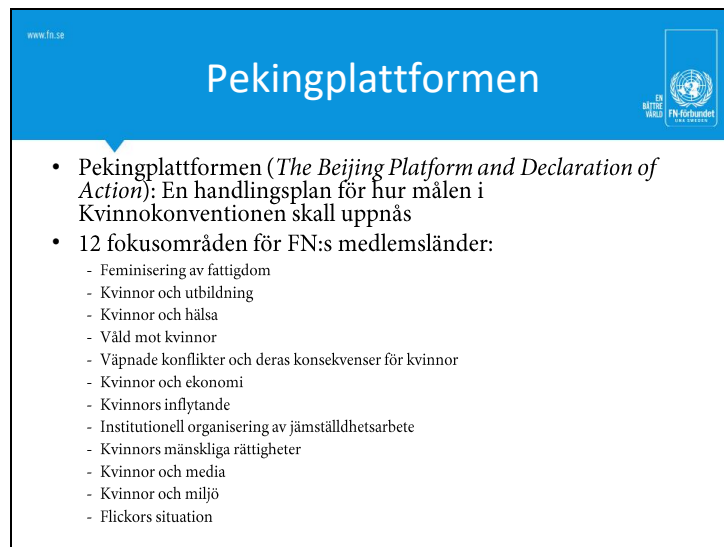 www.fn.se
Pekingplattformen
EN
BÄTTRE
VÄRLD
FN-förbundet
UNA SWEDEN
• Pekingplattformen (The Beijing Platform and Declaration of
Action): En handlingsplan för hur målen i
Kvinnokonventionen skall uppnås
• 12 fokusområden för FN:s medlemsländer:
- Feminisering av fattigdom
- Kvinnor och utbildning
- Kvinnor och hälsa
- Våld mot kvinnor
- Väpnade konflikter och deras konsekvenser för kvinnor
- Kvinnor och ekonomi
- Kvinnors inflytande
- Institutionell organisering av jämställdhetsarbete
- Kvinnors mänskliga rättigheter
- Kvinnor och media
- Kvinnor och miljö
- Flickors situation